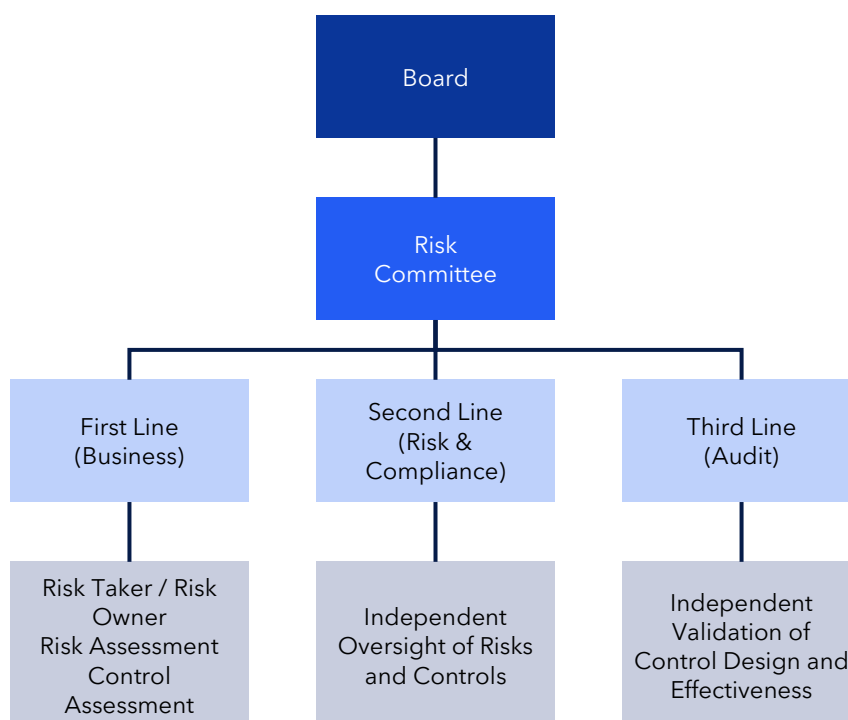 Board
Risk
Committee
First Line
(Business)
Second Line
(Risk &
Compliance)
Third Line
(Audit)
Risk Taker / Risk
Owner
Risk Assessment
Control
Assessment
Independent
Oversight of Risks
and Controls
Independent
Validation of
Control Design and
Effectiveness